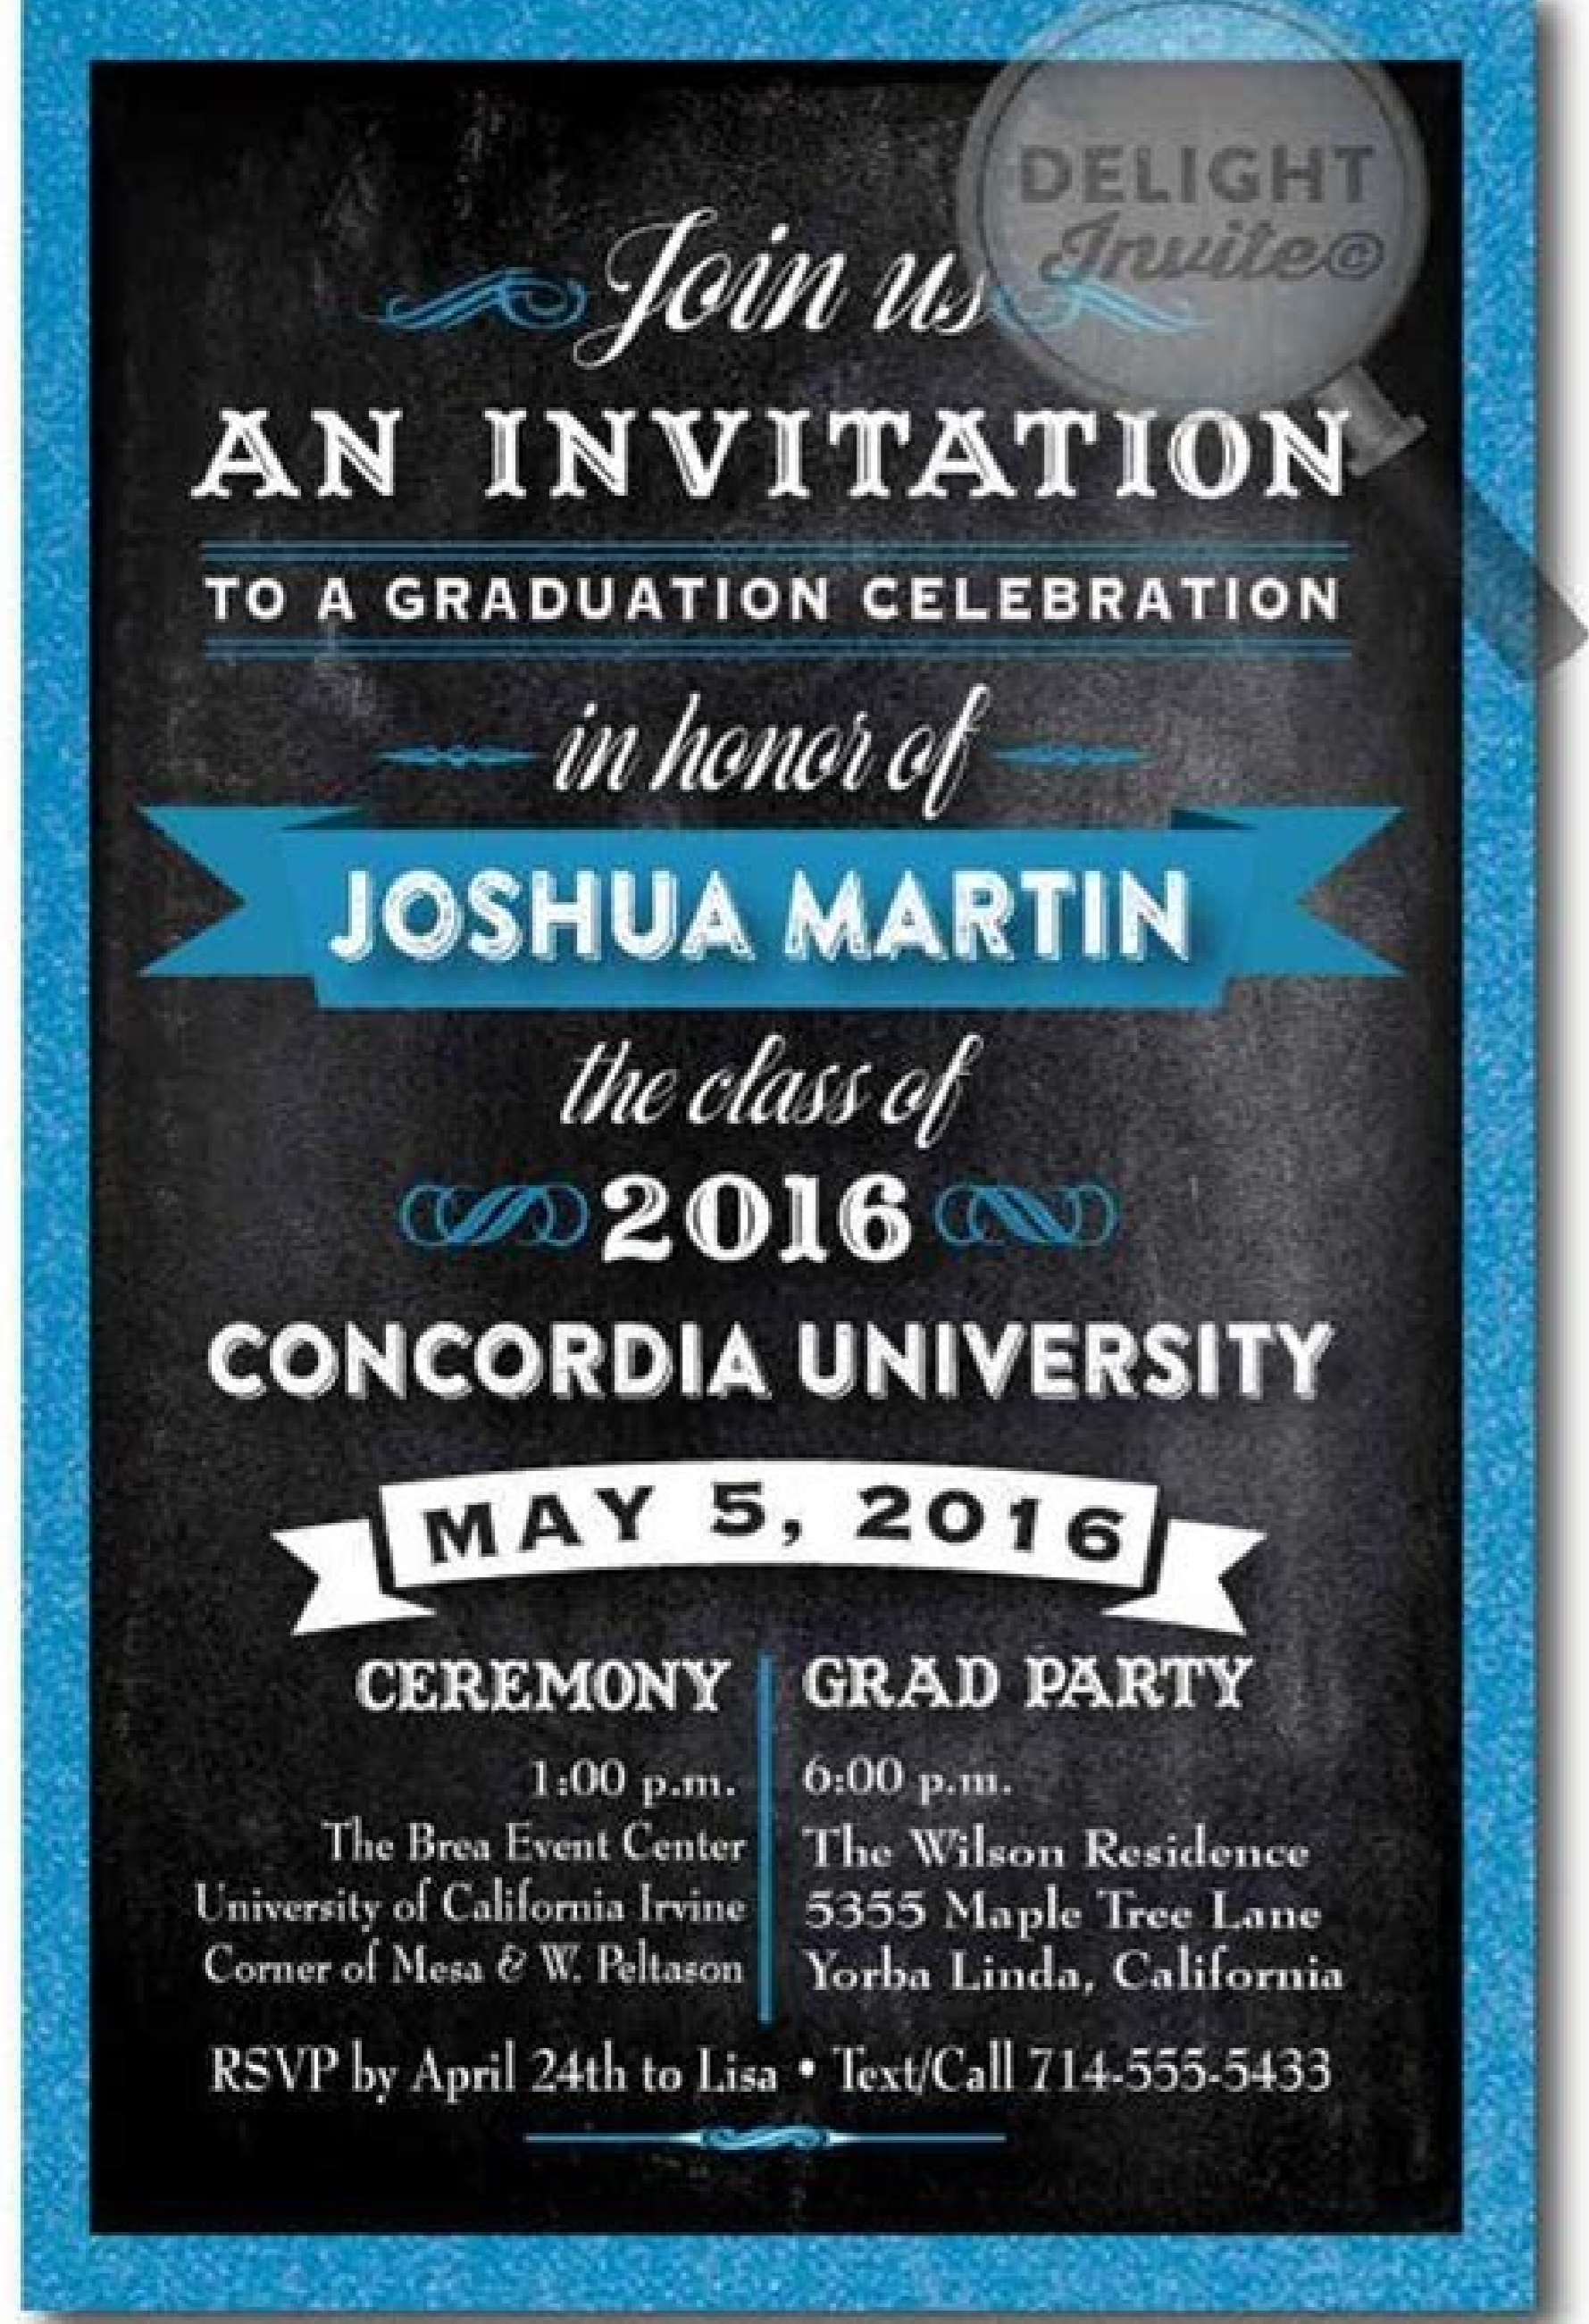 DELIGHT
Invite©
Join us
AN INVITATION
TO A GRADUATION CELEBRATION
in honor of
JOSHUA MARTIN
the class of
2016
CONCORDIA UNIVERSITY
MAY 5, 2016
CEREMONY
1:00 p.m.
The Brea Event Center
University of California Irvine
Corner of Mesa & W. Peltason
GRAD PARTY
6:00 p.m.
The Wilson Residence
5355 Maple Tree Lane
Yorba Linda, California
RSVP by April 24th to Lisa • Text/Call 714-555-5433